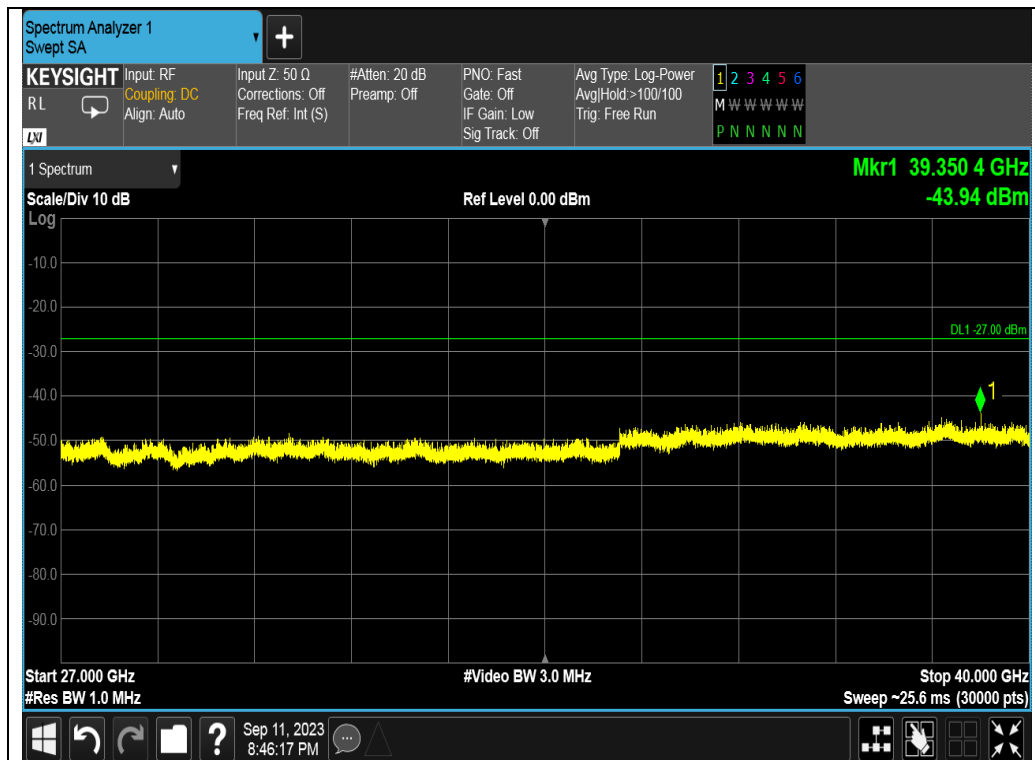 Spectrum Analyzer 1
Swept SA
+
KEYSIGHT
RL
LXI
Input: RF
Coupling: DC
Align: Auto
Input Z: 50 Ω
Corrections: Off
Freq Ref: Int (S)
#Atten: 20 dB
Preamp: Off
PNO: Fast
Gate: Off
IF Gain: Low
Sig Track: Off
Avg Type: Log-Power
Avg|Hold:>100/100
Trig: Free Run
1 2 3 4 5 6
M W W W W W
P N N N N N
1 Spectrum
Mkr1 39.350 4 GHz
-43.94 dBm
Scale/Div 10 dB
Ref Level 0.00 dBm
Log
-10.0
-20.0
DL1 -27.00 dBm
-30.0
-40.0
1
-50.0
-60.0
-70.0
-80.0
-90.0
Start 27.000 GHz
#Video BW 3.0 MHz
Stop 40.000 GHz
#Res BW 1.0 MHz
Sweep ~25.6 ms (30000 pts)
?
Sep 11, 2023
8:46:17 PM